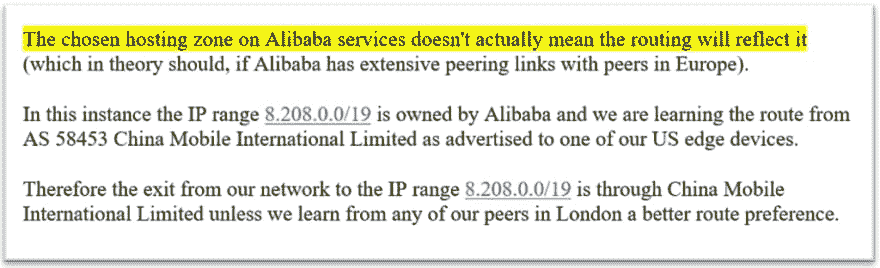 The chosen hosting zone on Alibaba services doesn't actually mean the routing will reflect it
(which in theory should, if Alibaba has extensive peering links with peers in Europe).
In this instance the IP range 8.208.0.0/19 is owned by Alibaba and we are learning the route from
AS 58453 China Mobile International Limited as advertised to one of our US edge devices.
Therefore the exit from our network to the IP range 8.208.0.0/19 is through China Mobile
International Limited unless we learn from any of our peers in London a better route preference.